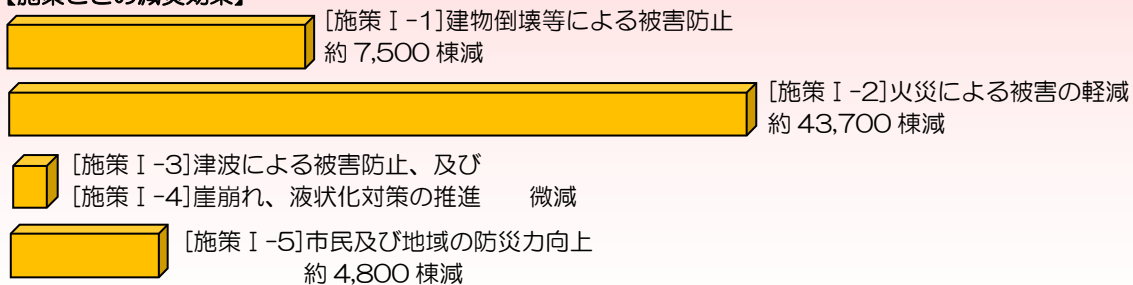 【施策ごとの減災効果】
[施策Ⅰ-1]建物倒壊等による被害防止
約 7,500 棟減
[施策Ⅰ-2]火災による被害の軽減
約 43,700 棟減
[施策Ⅰ-3]津波による被害防止、及び
[施策Ⅰ-4]崖崩れ、液状化対策の推進　　微減
[施策Ⅰ-5]市民及び地域の防災力向上
約 4,800 棟減